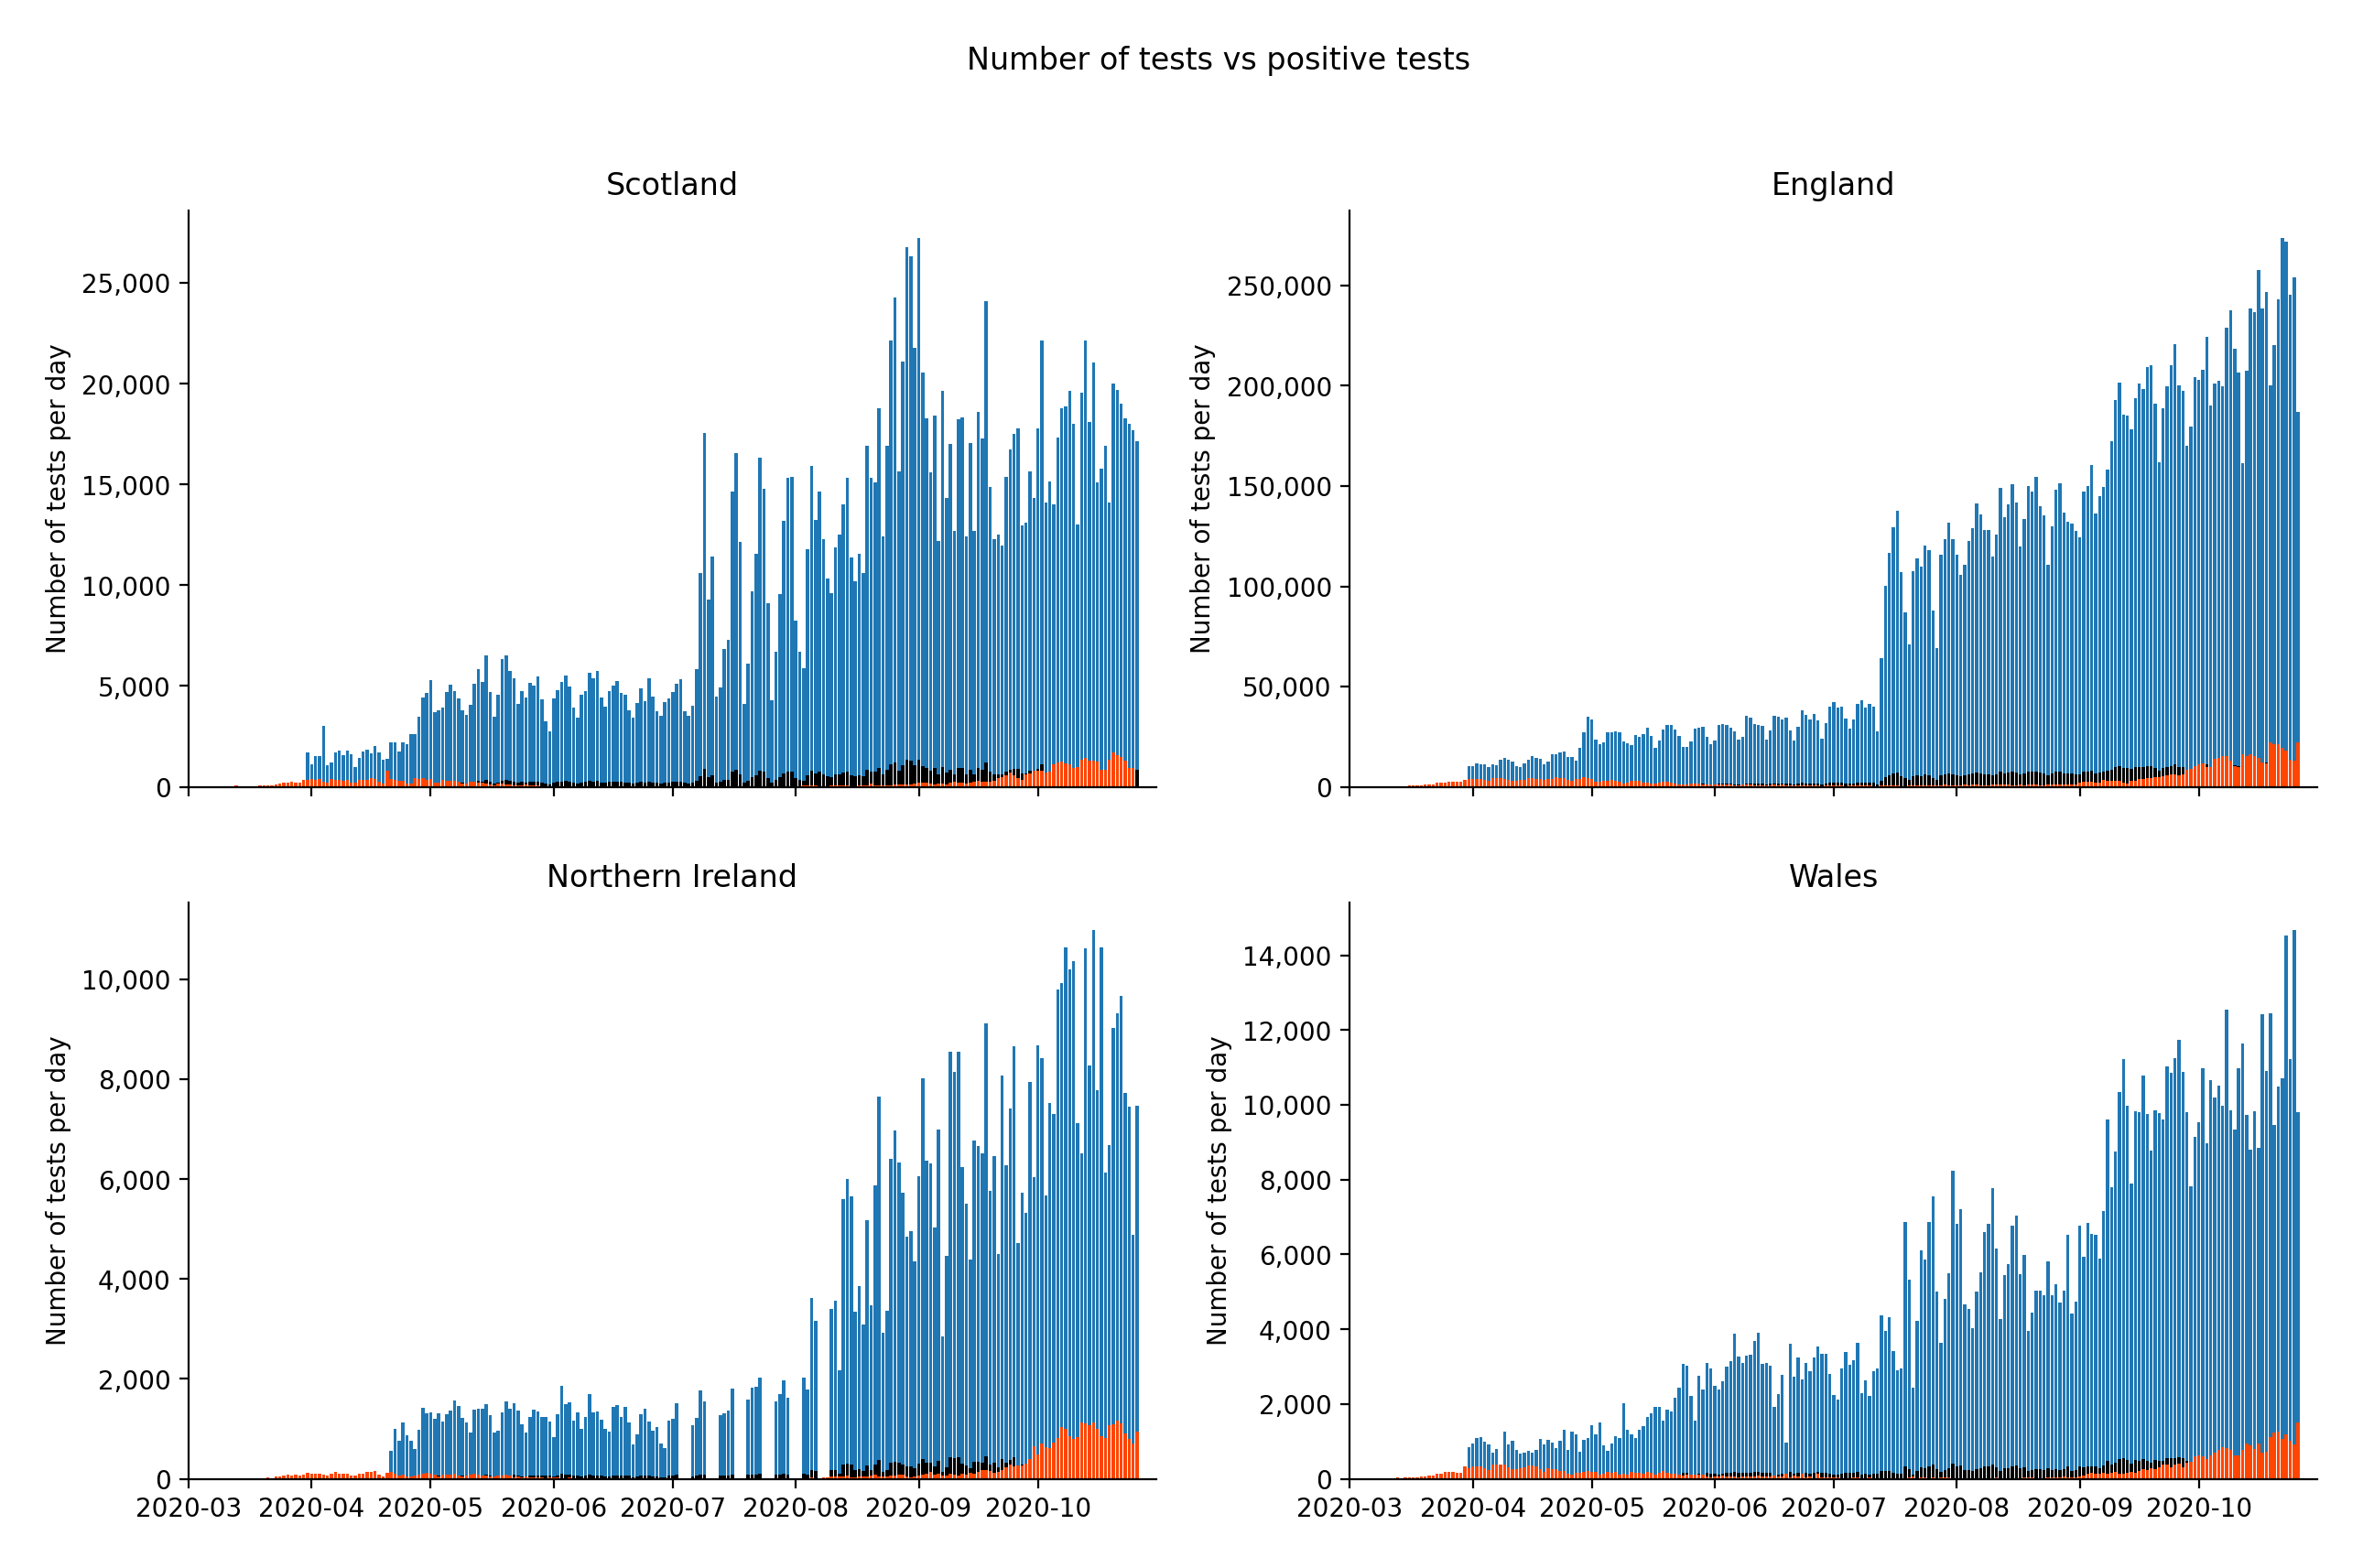 Number of tests vs positive tests
Scotland
England
Number of tests per day
25,000
20,000
15,000
10,000
5,000
0
Number of tests per day
250,000
200,000
150,000
100,000
50,000
0
Northern Ireland
Wales
Number of tests per day
10,000
8,000
6,000
4,000
2,000
0
2020-03 2020-04 2020-05 2020-06 2020-07 2020-08 2020-09 2020-10
Number of tests per day
14,000
12,000
10,000
8,000
6,000
4,000
2,000
0
2020-03 2020-04 2020-05 2020-06 2020-07 2020-08 2020-09 2020-10